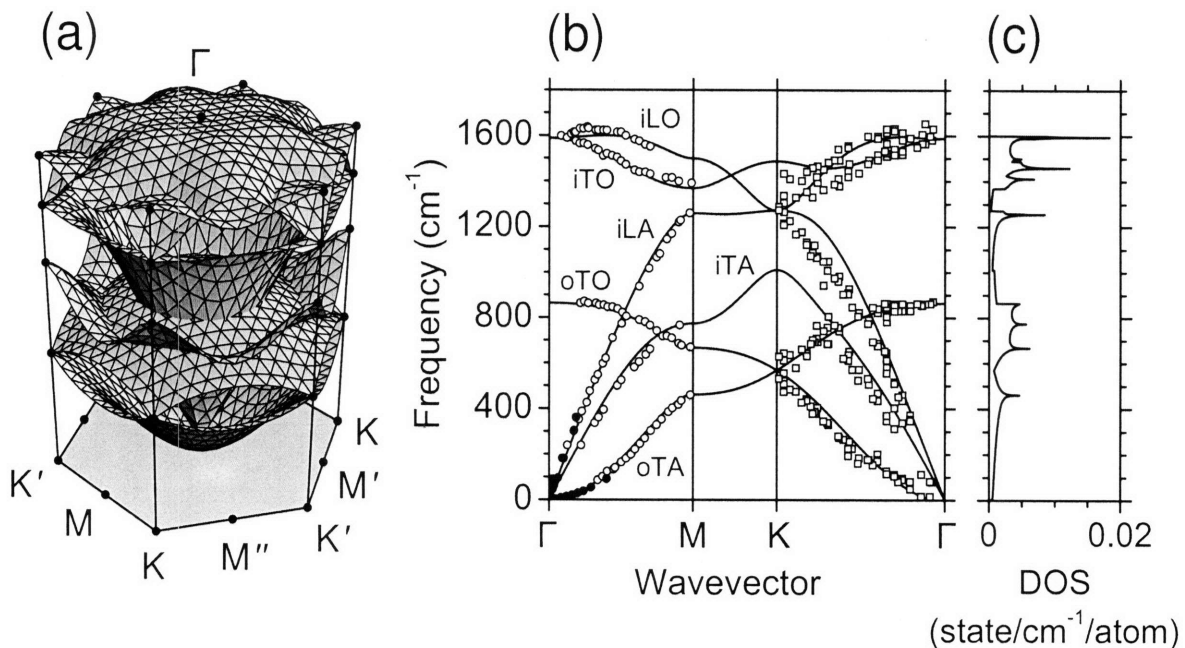 (a)
Γ
K
M′
K′
M
K
M″
K′
(b)
Frequency (cm⁻¹)
1600
1200
800
400
0
iLO
iTO
iLA
iTA
oTO
oTA
Γ M K Γ
Wavevector
(c)
0 0.02
DOS
(state/cm⁻¹/atom)